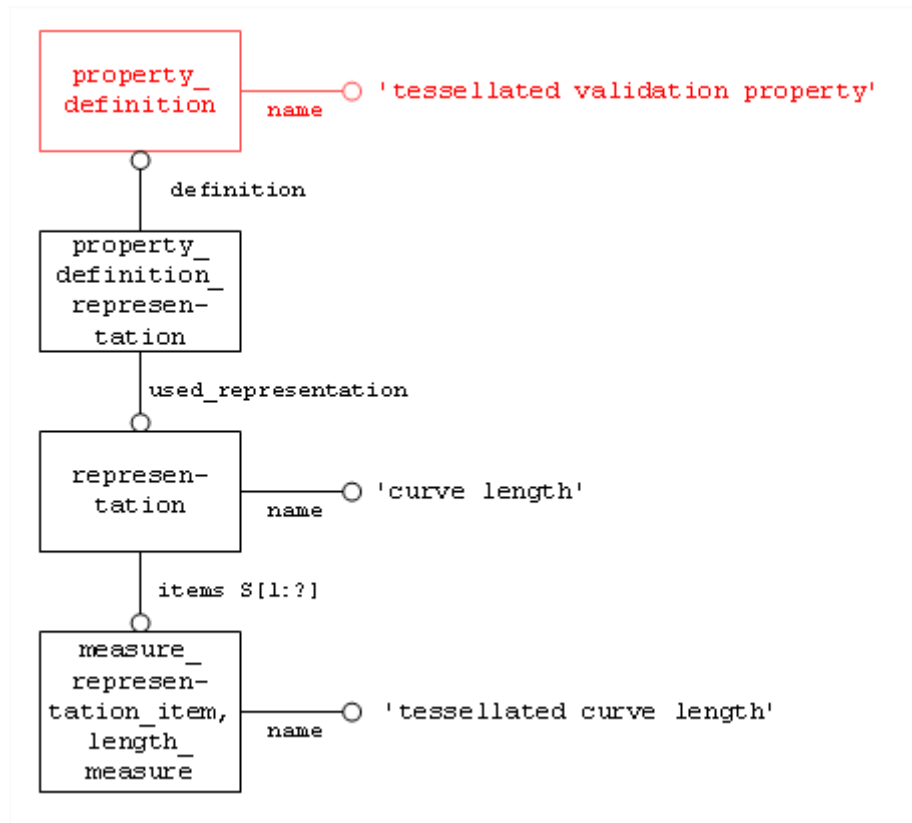 property_
definition
name
'tessellated validation property'
definition
property_
definition_
represen-
tation
used_representation
represen-
tation
name
'curve length'
items S[1:?]
measure_
represen-
tation_item,
length_
measure
name
'tessellated curve length'